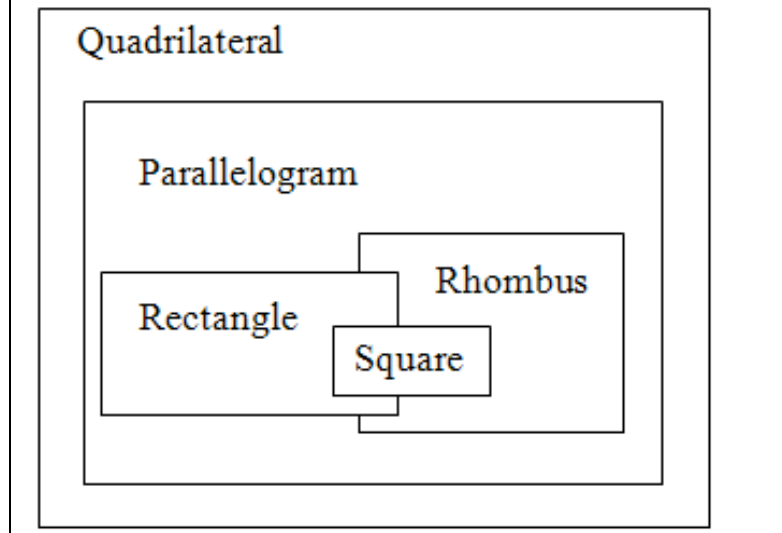 Quadrilateral
Parallelogram
Rhombus
Rectangle
Square